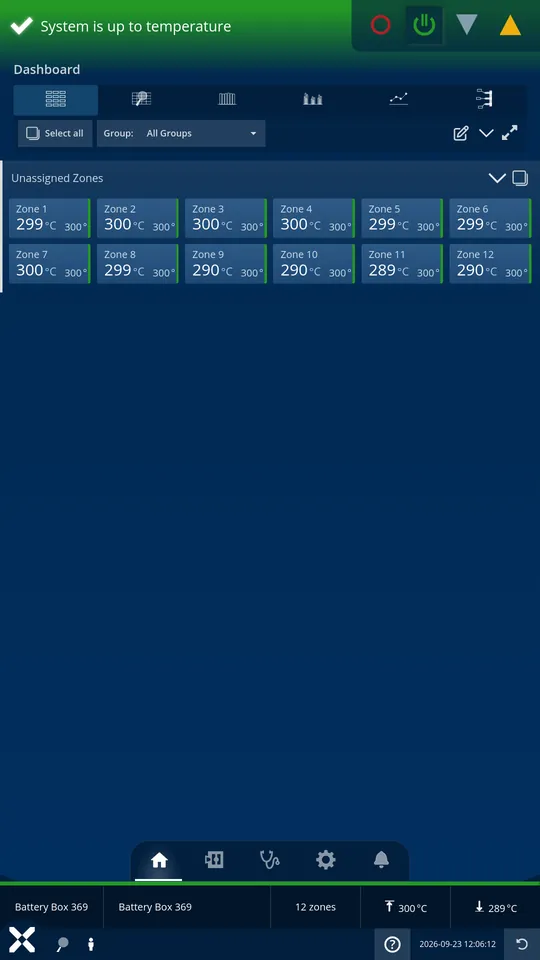 System is up to temperature
Dashboard
Select all
Group: All Groups
Unassigned Zones
Zone 1
299 °C 300°
Zone 2
300 °C 300°
Zone 3
300 °C 300°
Zone 4
300 °C 300°
Zone 5
299 °C 300°
Zone 6
299 °C 300°
Zone 7
300 °C 300°
Zone 8
299 °C 300°
Zone 9
290 °C 300°
Zone 10
290 °C 300°
Zone 11
289 °C 300°
Zone 12
290 °C 300°
Battery Box 369
Battery Box 369
12 zones
300 °C
289 °C
2026-09-23 12:06:12